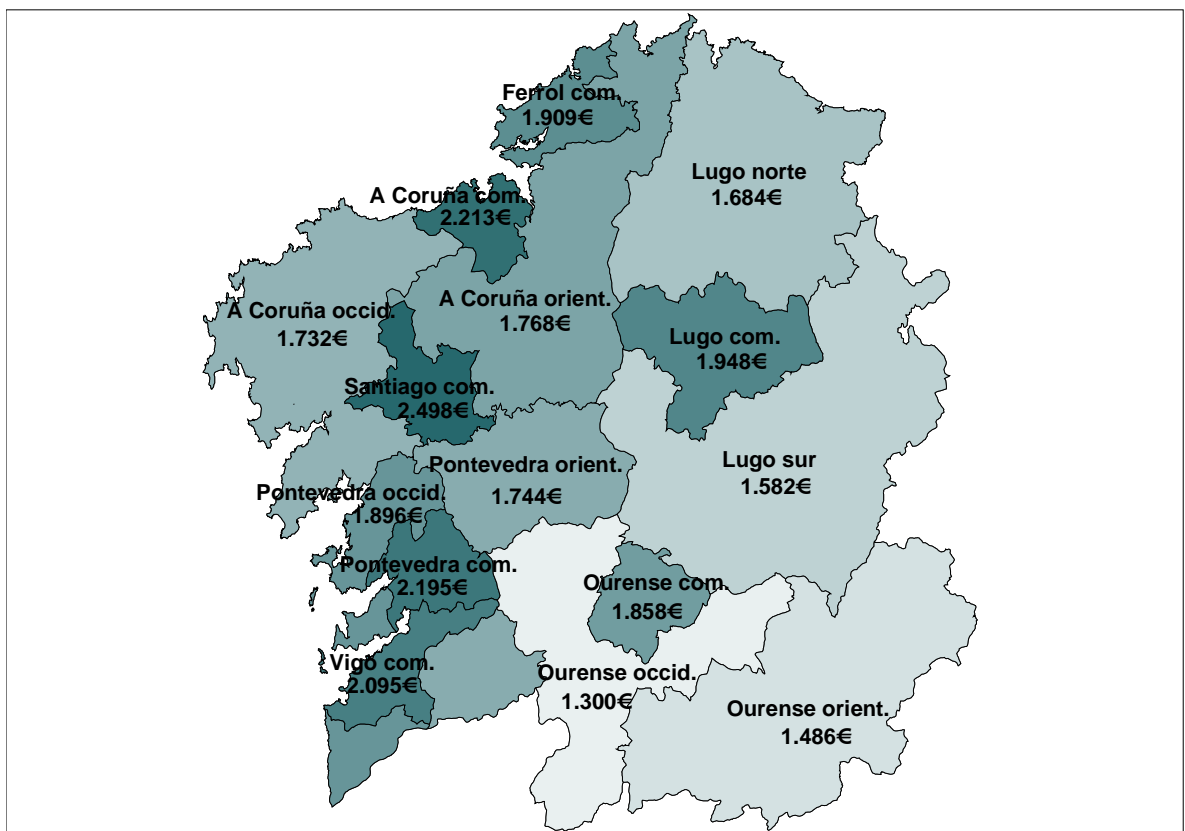 Ferrol com.
1.909€
Lugo norte
1.684€
A Coruña com.
2.213€
A Coruña orient.
1.768€
A Coruña occid.
1.732€
Lugo com.
1.948€
Santiago com.
2.498€
Pontevedra orient.
1.744€
Lugo sur
1.582€
Pontevedra occid.
1.896€
Pontevedra com.
2.195€
Ourense com.
1.858€
Vigo com.
2.095€
Ourense occid.
1.300€
Ourense orient.
1.486€